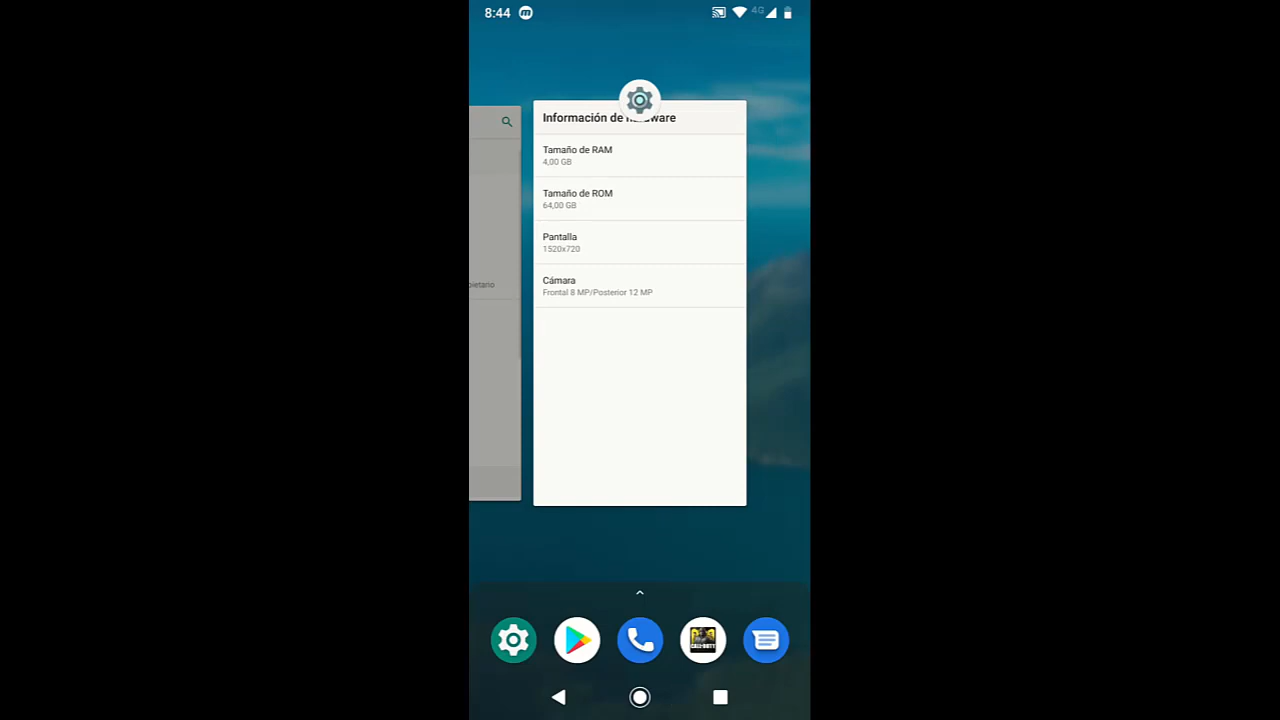 8:44
4G
Información de hardware
Tamaño de RAM
4,00 GB
Tamaño de ROM
64,00 GB
Pantalla
1520x720
Cámara
Frontal 8 MP/Posterior 12 MP